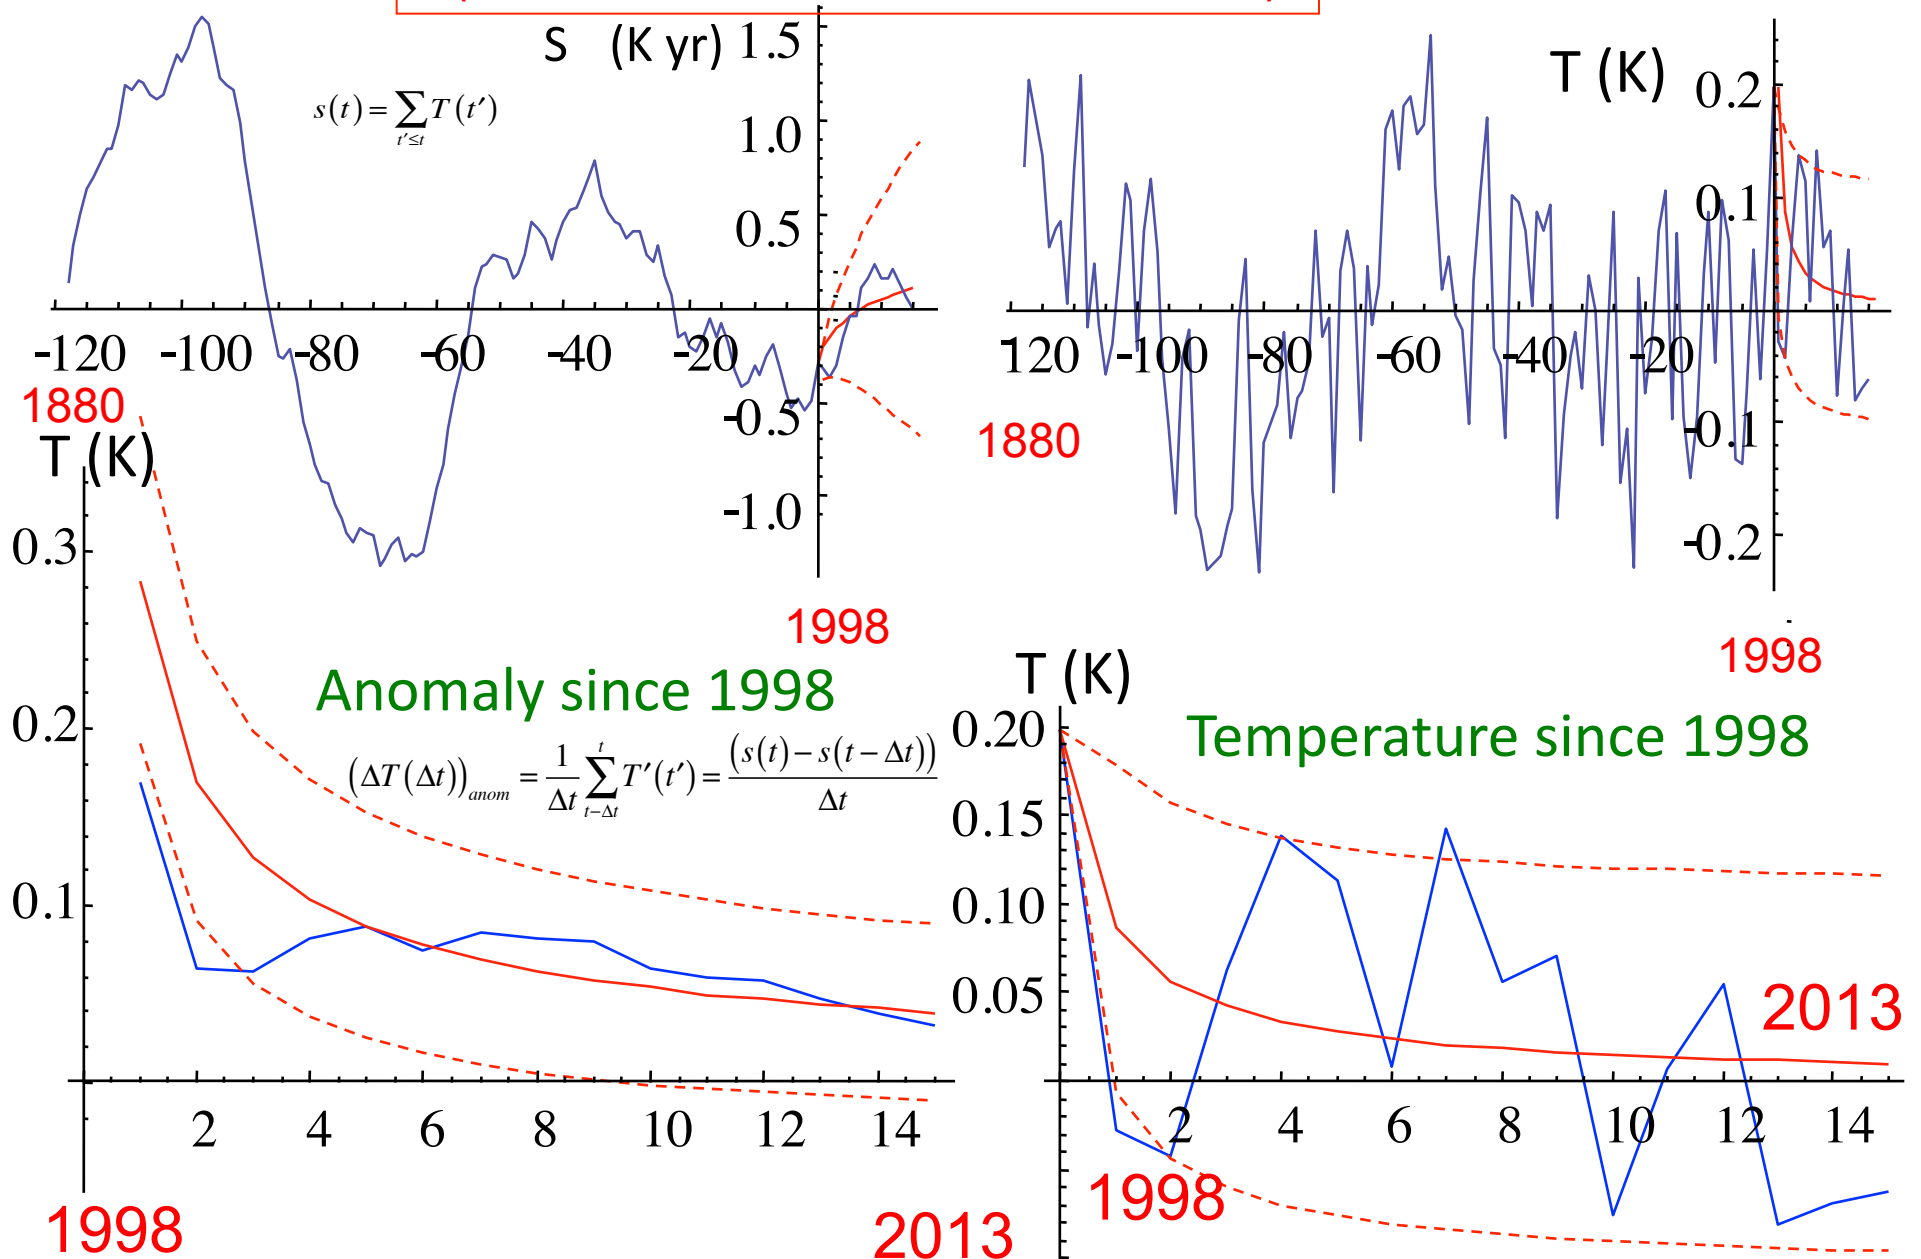 S (K yr)
s(t) = ∑ T(t′)
t′≤t
1.5
1.0
0.5
-0.5
-1.0
-120 -100 -80 -60 -40 -20
1880
1998
T (K)
0.2
0.1
-0.1
-0.2
-120 -100 -80 -60 -40 -20
1880
1998
T (K)
0.3
0.2
0.1
Anomaly since 1998
(ΔT(Δt))anom = 1/Δt ∑ T′(t′) = (s(t) − s(t − Δt))/Δt
t
t−Δt
2 4 6 8 10 12 14
1998
2013
T (K)
0.20
0.15
0.10
0.05
Temperature since 1998
2013
2 4 6 8 10 12 14
1998